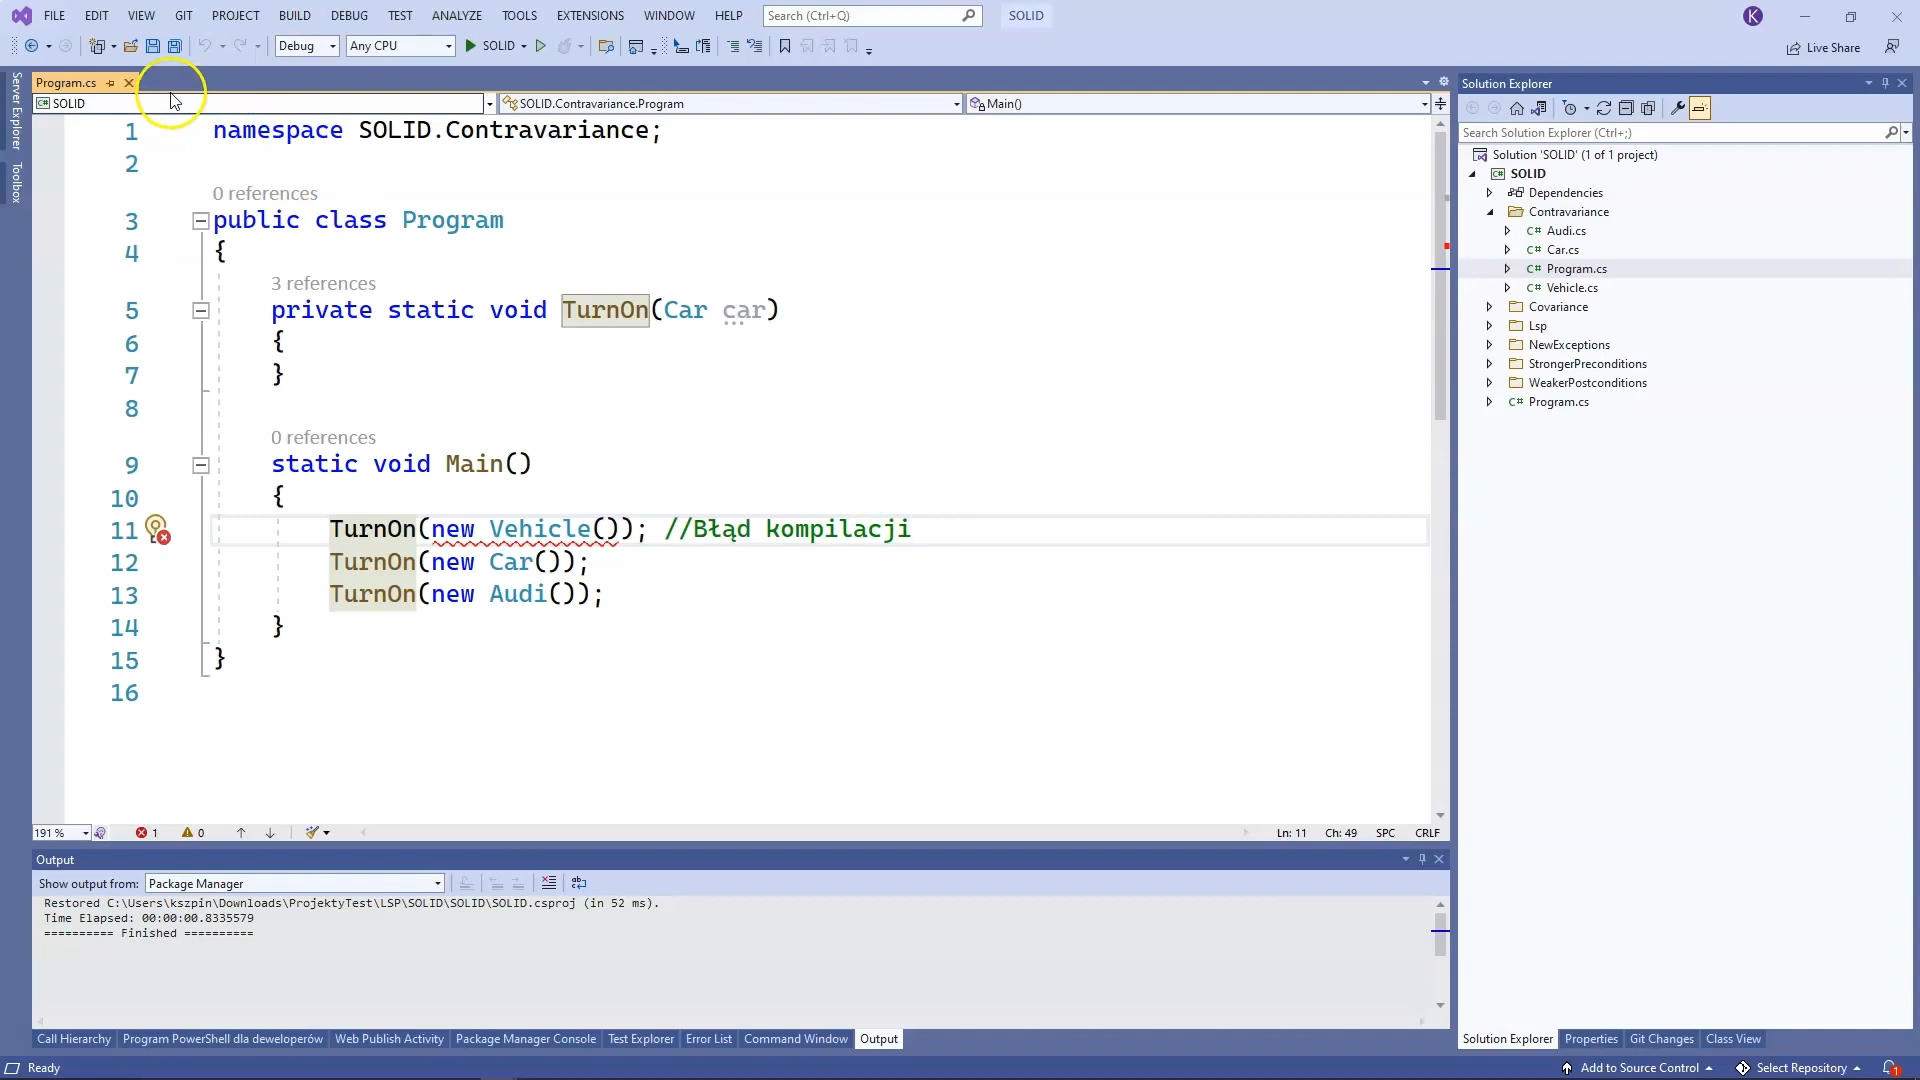 FILE EDIT VIEW GIT PROJECT BUILD DEBUG TEST ANALYZE TOOLS EXTENSIONS WINDOW HELP Search (Ctrl+Q) SOLID K
Debug Any CPU SOLID Live Share
Server Explorer
Toolbox
Program.cs
SOLID SOLID.Contravariance.Program Main()
1 namespace SOLID.Contravariance;
2
0 references
3 public class Program
4 {
3 references
5 private static void TurnOn(Car car)
6 {
7 }
8
0 references
9 static void Main()
10 {
11 TurnOn(new Vehicle()); //Błąd kompilacji
12 TurnOn(new Car());
13 TurnOn(new Audi());
14 }
15 }
16
191 % 1 0 Ln: 11 Ch: 49 SPC CRLF
Output
Show output from: Package Manager
Restored C:\Users\kszpin\Downloads\ProjektyTest\LSP\SOLID\SOLID\SOLID.csproj (in 52 ms).
Time Elapsed: 00:00:00.8335579
========== Finished ==========
Call Hierarchy Program PowerShell dla deweloperów Web Publish Activity Package Manager Console Test Explorer Error List Command Window Output
Solution Explorer
Search Solution Explorer (Ctrl+;)
Solution 'SOLID' (1 of 1 project)
C# SOLID
Dependencies
Contravariance
C# Audi.cs
C# Car.cs
C# Program.cs
C# Vehicle.cs
Covariance
Lsp
NewExceptions
StrongerPreconditions
WeakerPostconditions
C# Program.cs
Solution Explorer Properties Git Changes Class View
Ready Add to Source Control Select Repository 1